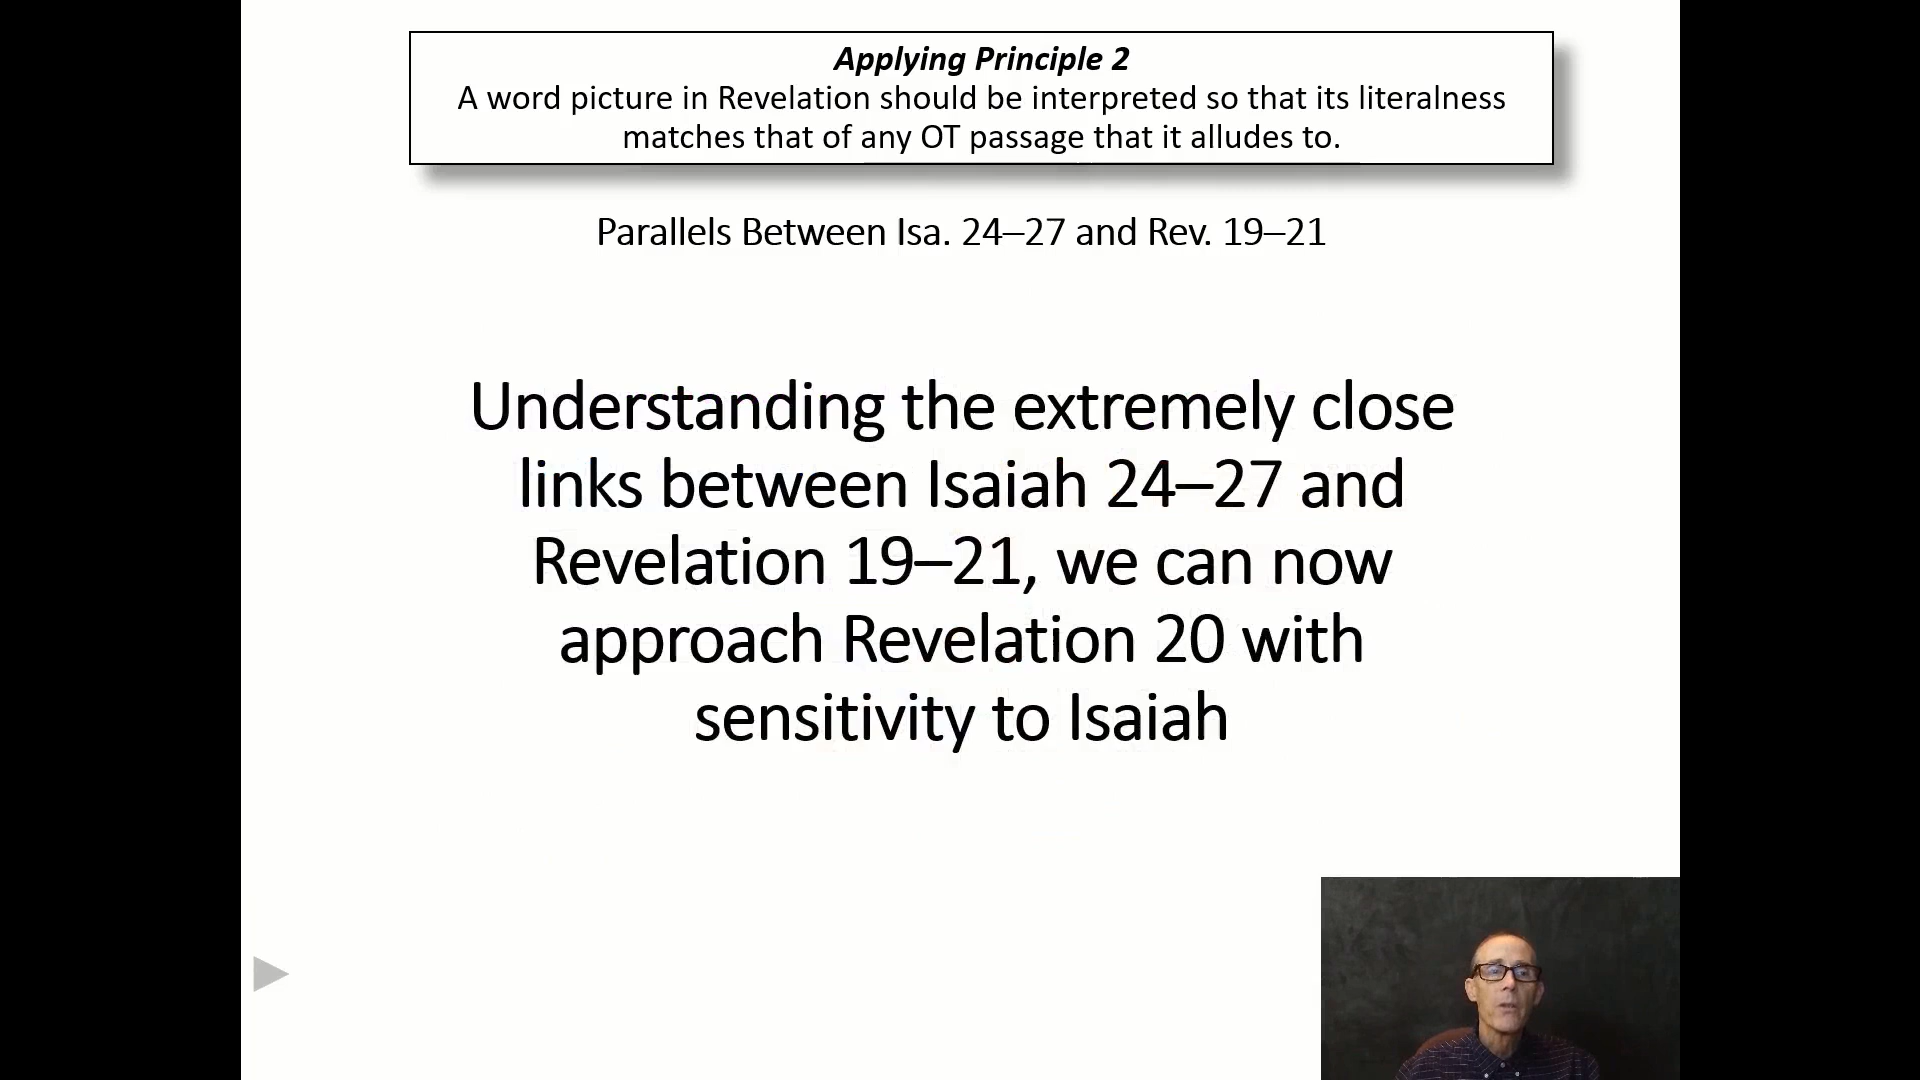 Applying Principle 2
A word picture in Revelation should be interpreted so that its literalness
matches that of any OT passage that it alludes to.
Parallels Between Isa. 24–27 and Rev. 19–21
Understanding the extremely close
links between Isaiah 24–27 and
Revelation 19–21, we can now
approach Revelation 20 with
sensitivity to Isaiah